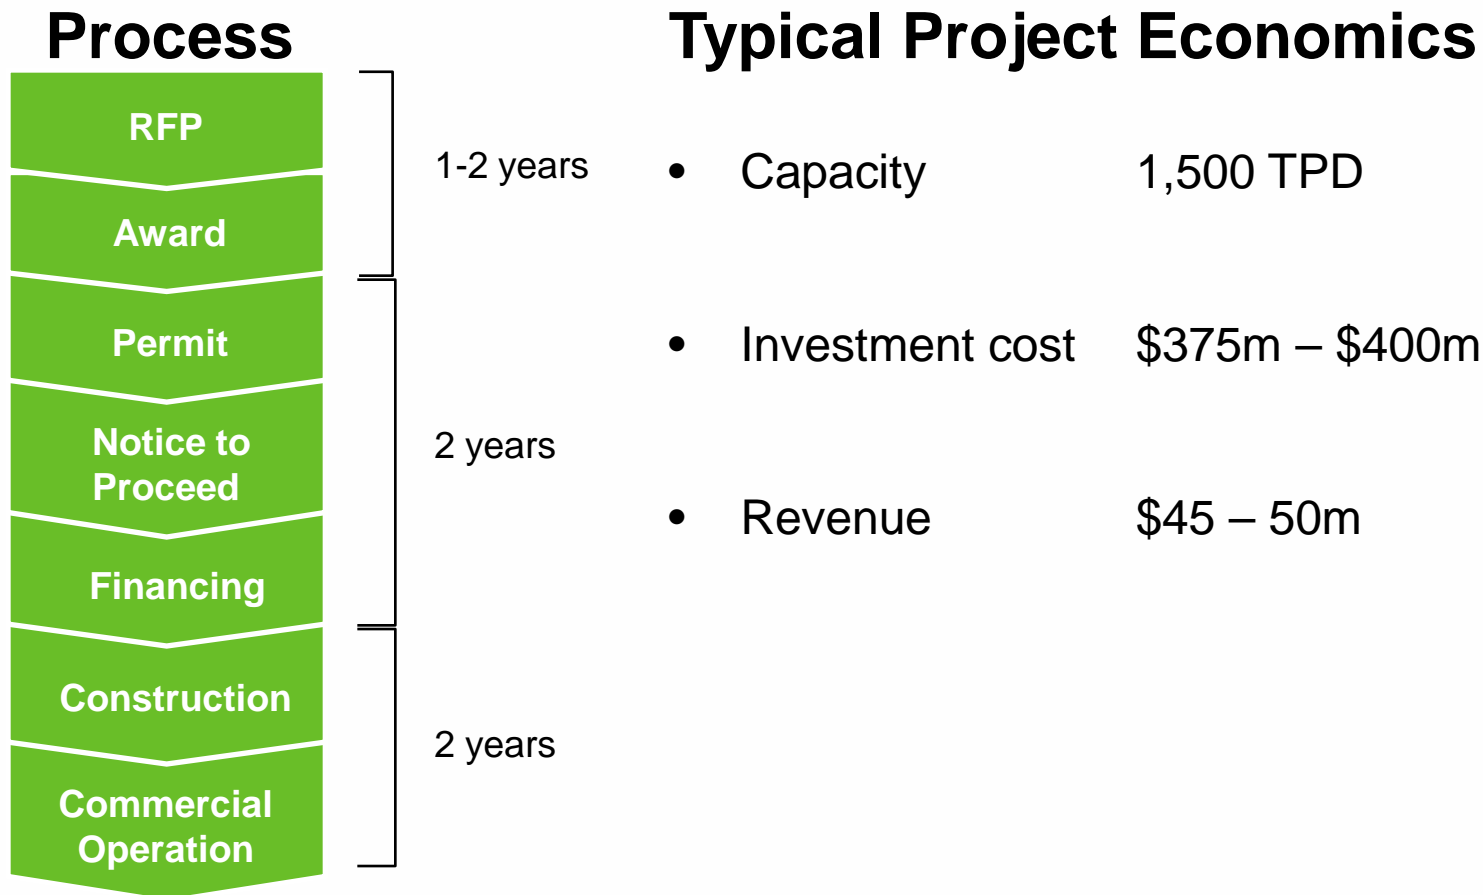 Process
RFP
Award
Permit
Notice to
Proceed
Financing
Construction
Commercial
Operation
1-2 years
2 years
2 years
Typical Project Economics
• Capacity 1,500 TPD
• Investment cost $375m – $400m
• Revenue $45 – 50m